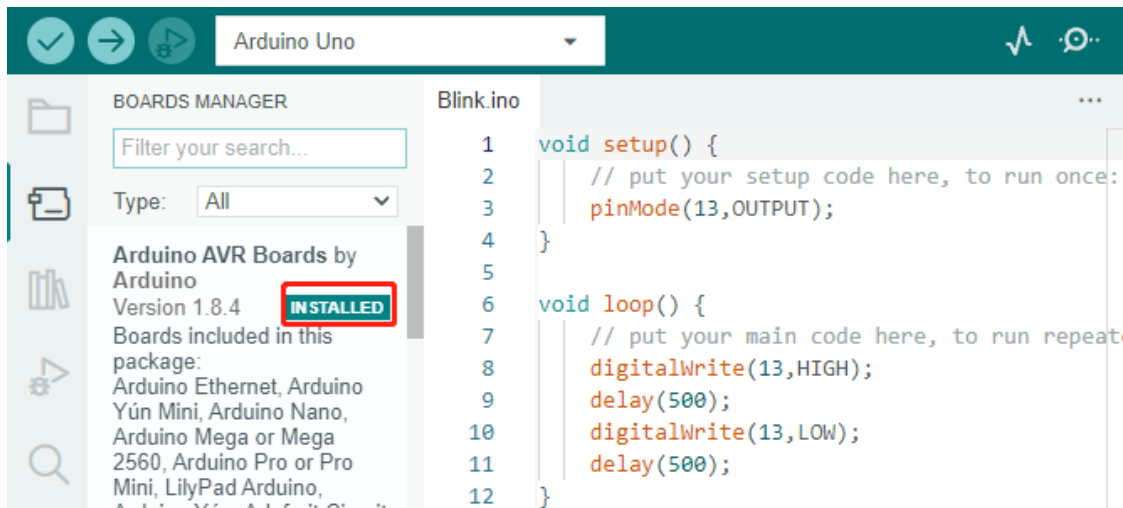 Arduino Uno
BOARDS MANAGER
Filter your search...
Type: All
Arduino AVR Boards by
Arduino
Version 1.8.4 INSTALLED
Boards included in this
package:
Arduino Ethernet, Arduino
Yún Mini, Arduino Nano,
Arduino Mega or Mega
2560, Arduino Pro or Pro
Mini, LilyPad Arduino,
Blink.ino
1 void setup() {
2 // put your setup code here, to run once:
3 pinMode(13,OUTPUT);
4 }
5
6 void loop() {
7 // put your main code here, to run repeat
8 digitalWrite(13,HIGH);
9 delay(500);
10 digitalWrite(13,LOW);
11 delay(500);
12 }